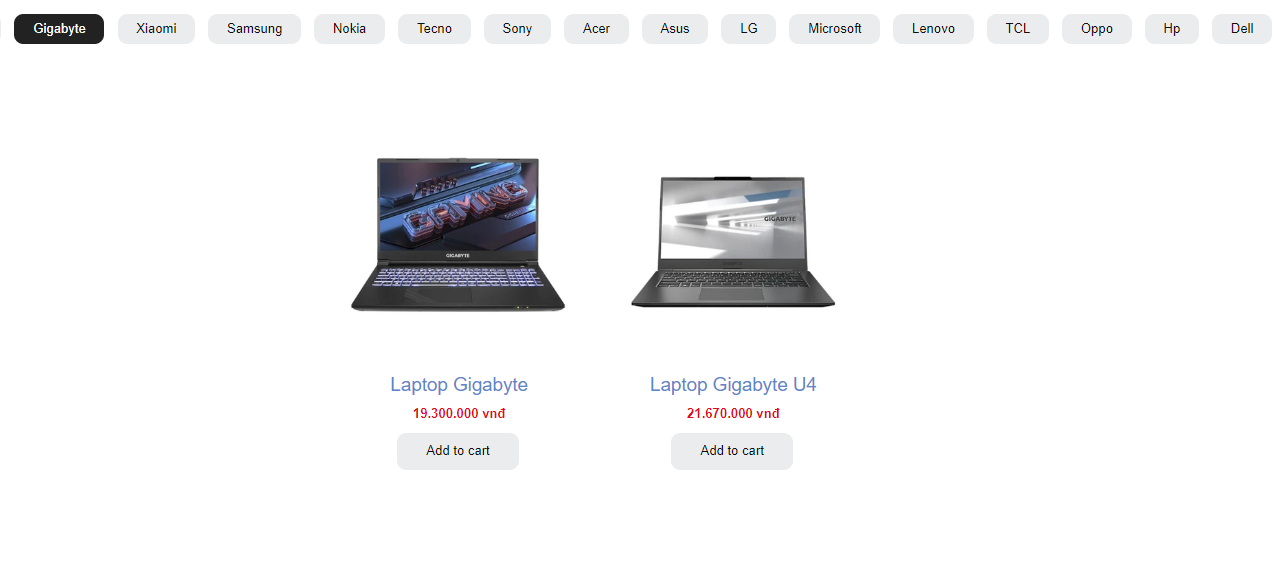 Gigabyte Xiaomi Samsung Nokia Tecno Sony Acer Asus LG Microsoft Lenovo TCL Oppo Hp Dell
GAMING
GIGABYTE
GIGABYTE
Laptop Gigabyte
19.300.000 vnđ
Add to cart
Laptop Gigabyte U4
21.670.000 vnđ
Add to cart